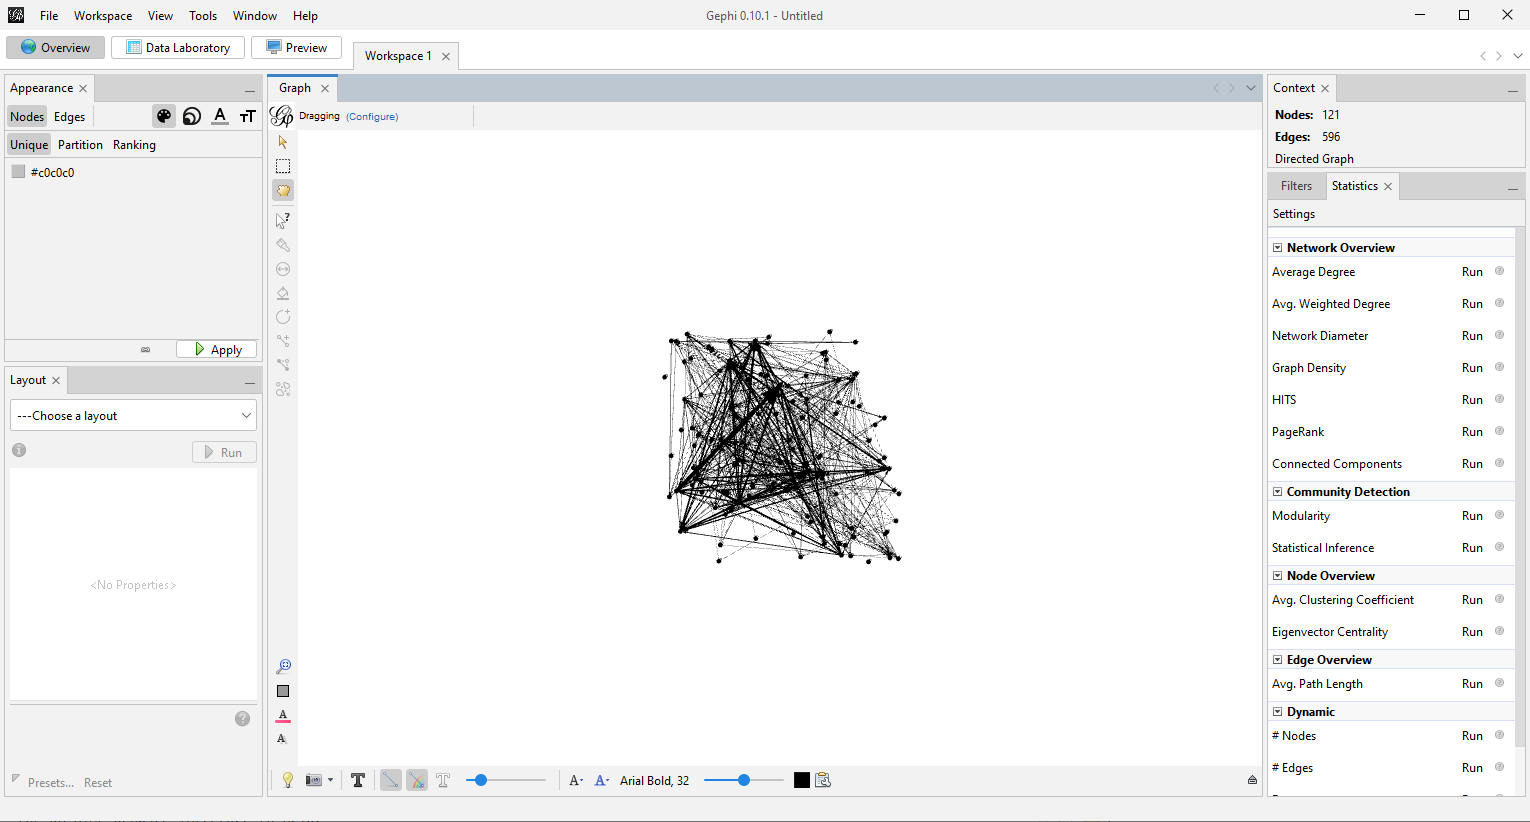 File Workspace View Tools Window Help
Gephi 0.10.1 - Untitled
Overview
Data Laboratory
Preview
Workspace 1
Appearance
Nodes Edges
A
TT
Unique Partition Ranking
#c0c0c0
Apply
Layout
---Choose a layout
Run
<No Properties>
?
Presets... Reset
Graph
Dragging (Configure)
?
A
A
T
T
A
A
Arial Bold, 32
Context
Nodes: 121
Edges: 596
Directed Graph
Filters
Statistics
Settings
Network Overview
Average Degree Run
Avg. Weighted Degree Run
Network Diameter Run
Graph Density Run
HITS Run
PageRank Run
Connected Components Run
Community Detection
Modularity Run
Statistical Inference Run
Node Overview
Avg. Clustering Coefficient Run
Eigenvector Centrality Run
Edge Overview
Avg. Path Length Run
Dynamic
# Nodes Run
# Edges Run